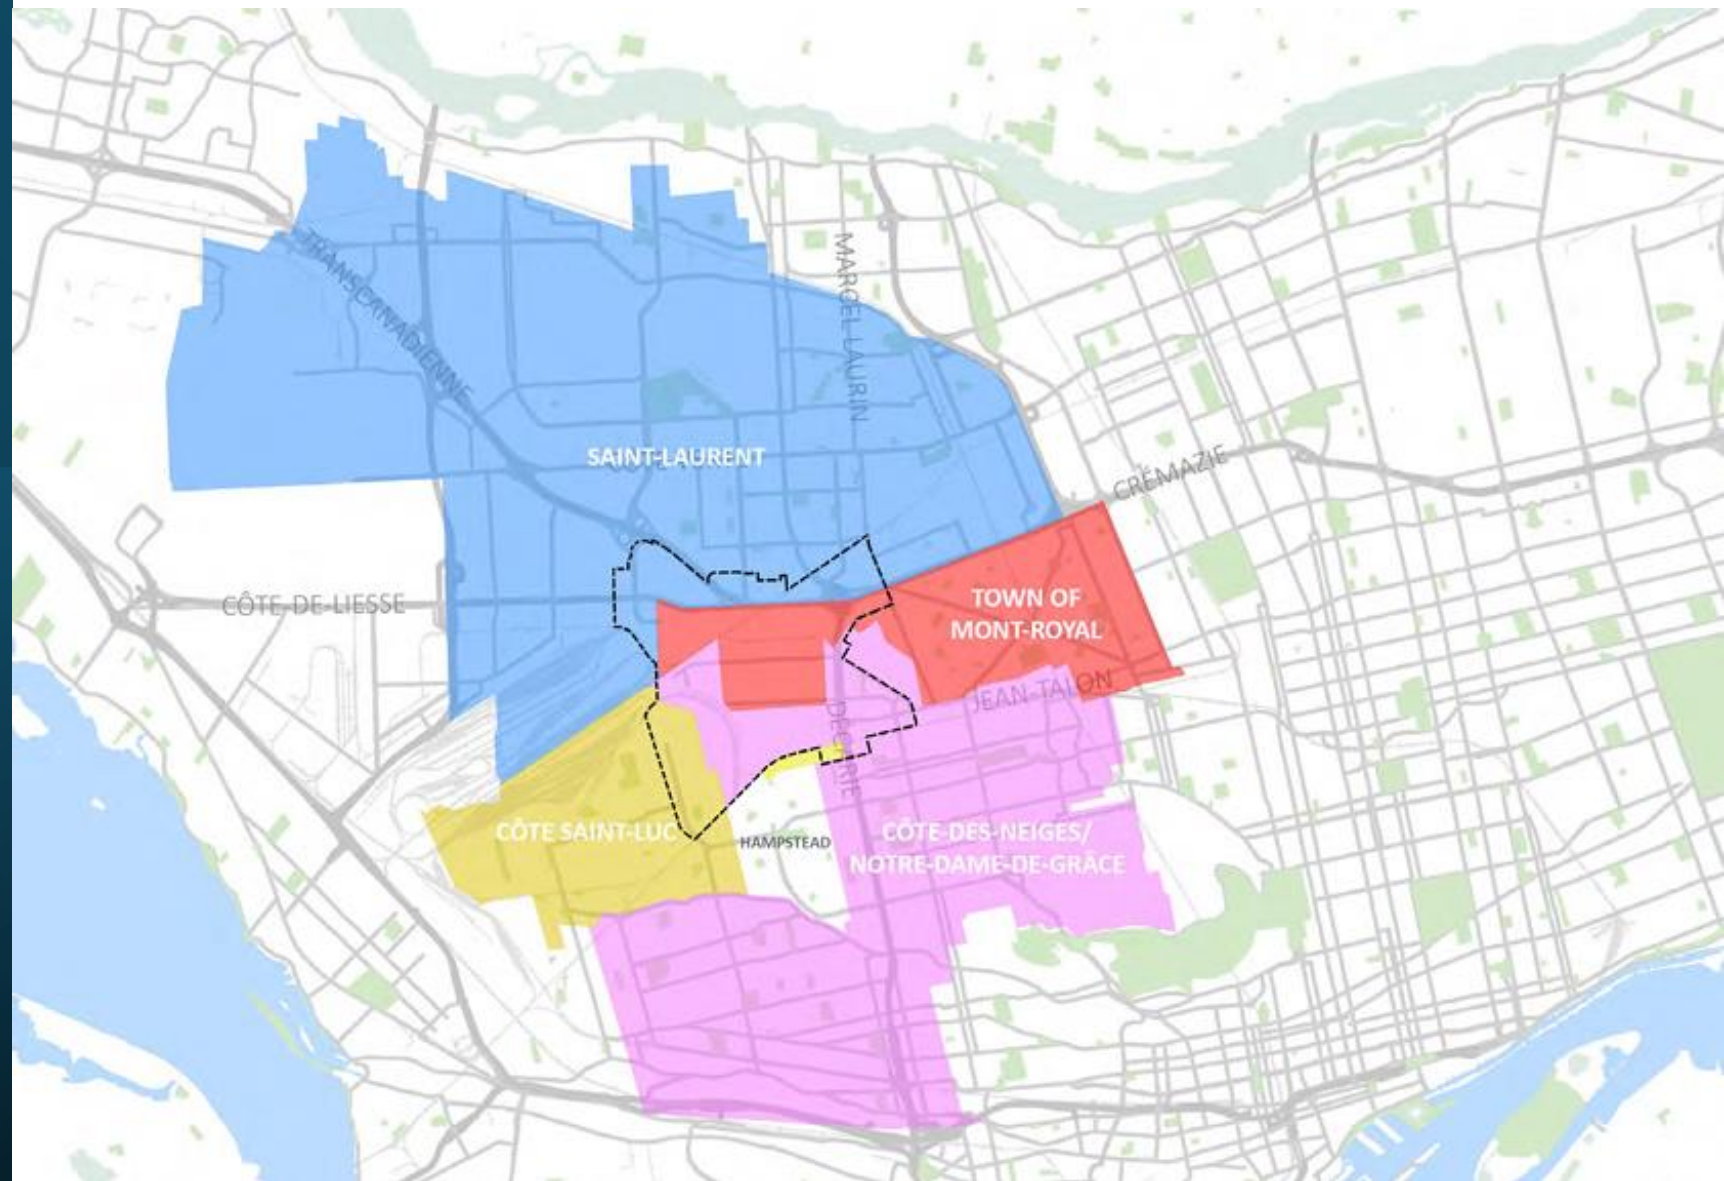 TRANSCANADIENNE
MARCEL-LAURIN
SAINT-LAURENT
CRÉMAZIE
CÔTE-DE-LIESSE
TOWN OF
MONT-ROYAL
JEAN-TALON
DÉCARIE
CÔTE SAINT-LUC
HAMPSTEAD
CÔTE-DES-NEIGES/
NOTRE-DAME-DE-GRÂCE